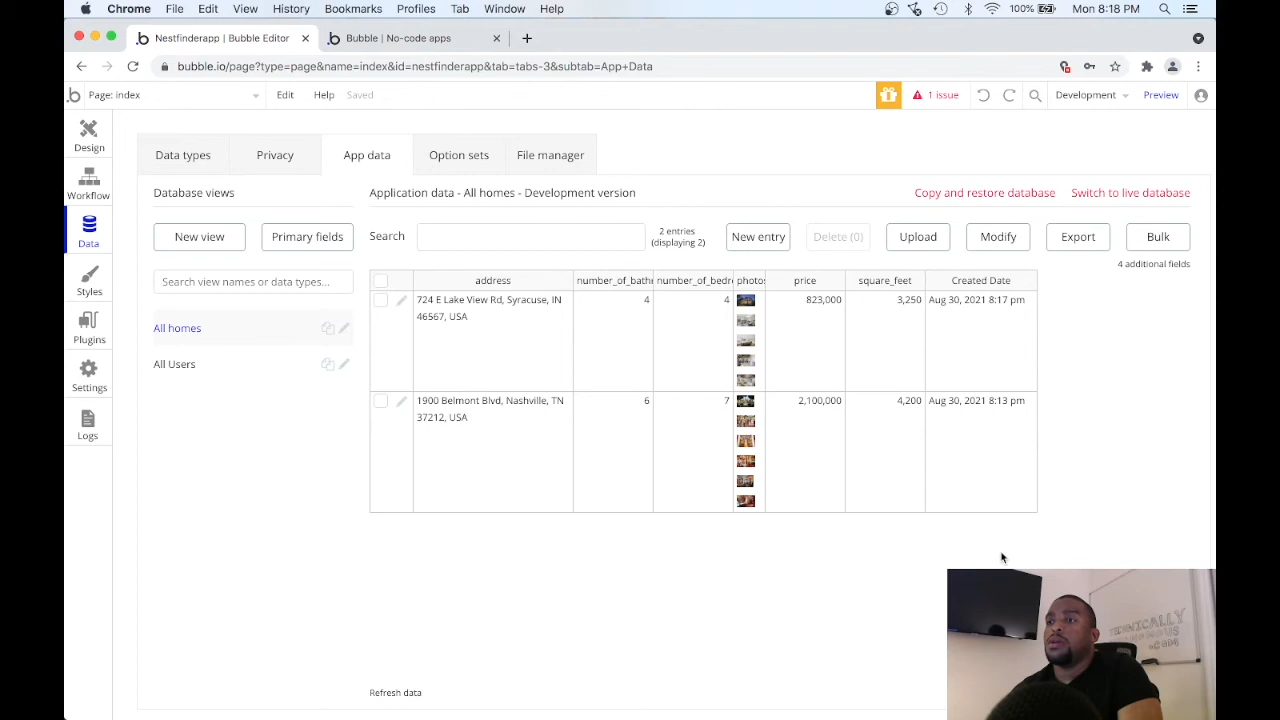 Chrome File Edit View History Bookmarks Profiles Tab Window Help 100% Mon 8:18 PM
Nestfinderapp | Bubble Editor Bubble | No-code apps
bubble.io/page?type=page&name=index&id=nestfinderapp&tab=tabs-3&subtab=App+Data
Page: index Edit Help Saved 1 issue Development Preview
Design
Workflow
Data
Styles
Plugins
Settings
Logs
Data types Privacy App data Option sets File manager
Database views
New view Primary fields
Search view names or data types...
All homes
All Users
Application data - All homes - Development version Copy and restore database Switch to live database
Search 2 entries
(displaying 2)
New entry Delete (0) Upload Modify Export Bulk
4 additional fields
address number_of_bath number_of_bedr photos price square_feet Created Date
724 E Lake View Rd, Syracuse, IN 4 4 823,000 3,250 Aug 30, 2021 8:17 pm
46567, USA
1900 Belmont Blvd, Nashville, TN 6 7 2,100,000 4,200 Aug 30, 2021 8:13 pm
37212, USA
Refresh data
TECHNICALLY